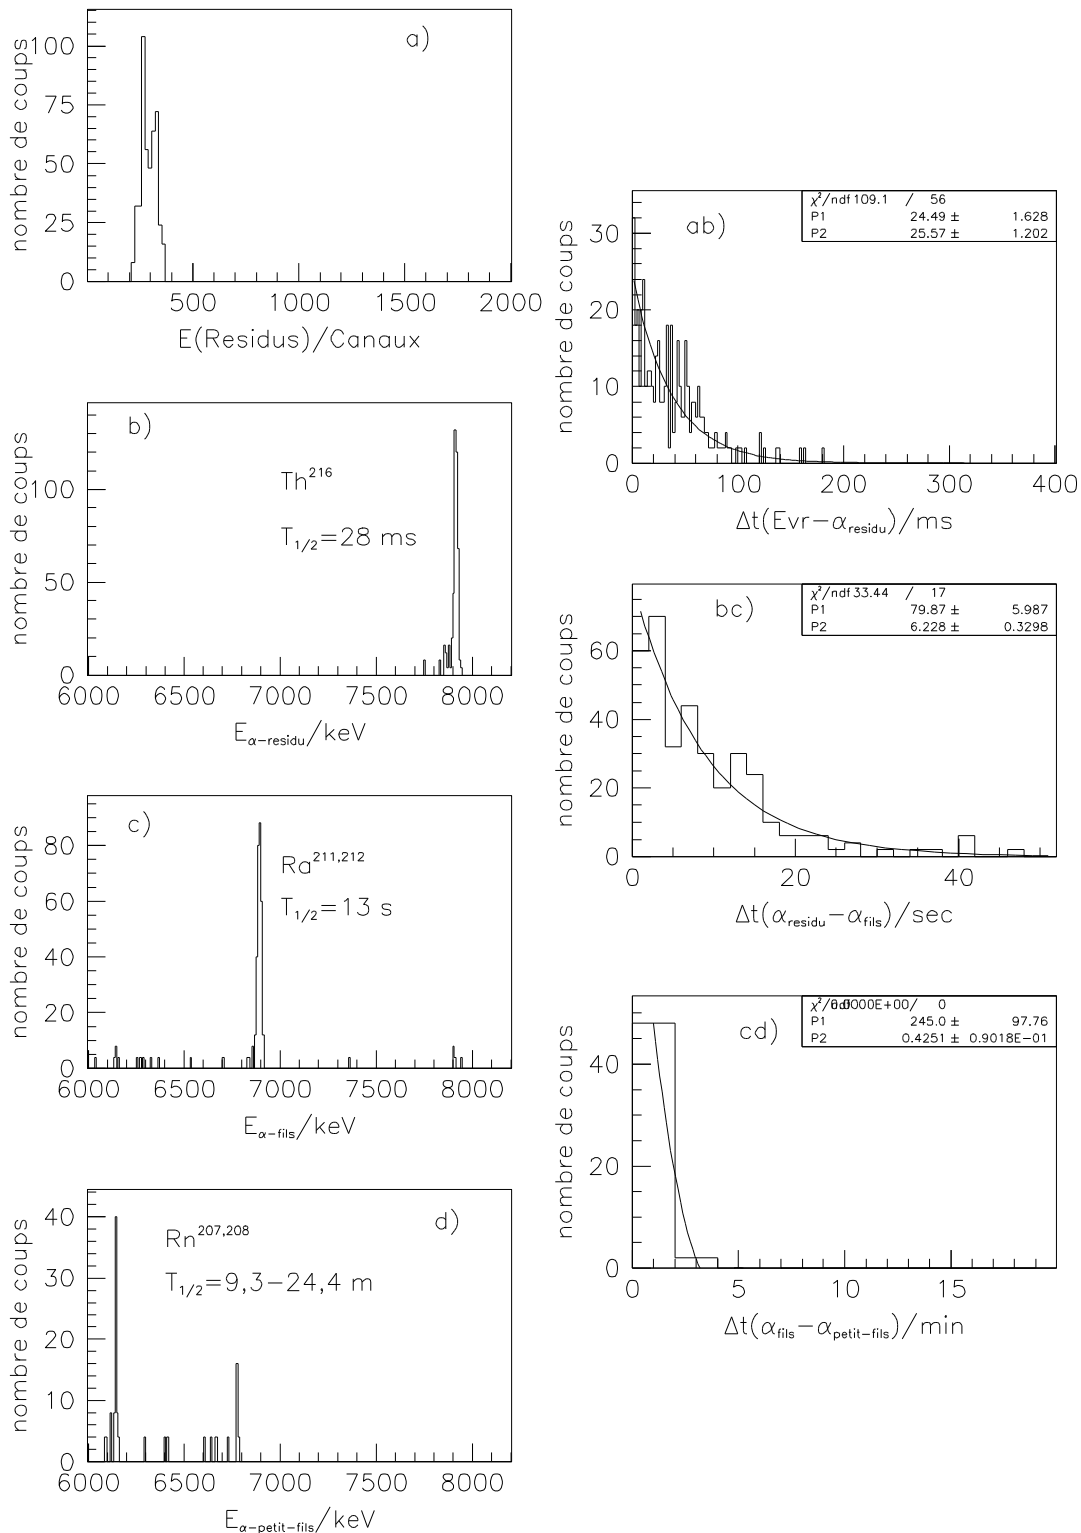 a)
nombre de coups
100
75
50
25
0
500
1000
1500
2000
E(Residus)/Canaux
b)
nombre de coups
100
50
0
Th²¹⁶
T₁/₂=28 ms
6000
6500
7000
7500
8000
Eα−residu/keV
c)
nombre de coups
80
60
40
20
0
Ra²¹¹,²¹²
T₁/₂=13 s
6000
6500
7000
7500
8000
Eα−fils/keV
d)
nombre de coups
40
30
20
10
0
Rn²⁰⁷,²⁰⁸
T₁/₂=9,3−24,4 m
6000
6500
7000
7500
8000
Eα−petit−fils/keV
ab)
χ²/ndf 109.1 / 56
P1 24.49 ± 1.628
P2 25.57 ± 1.202
nombre de coups
30
20
10
0
0
100
200
300
400
Δt(Evr−αresidu)/ms
bc)
χ²/ndf 33.44 / 17
P1 79.87 ± 5.987
P2 6.228 ± 0.3298
nombre de coups
60
40
20
0
0
20
40
Δt(αresidu−αfils)/sec
cd)
χ²/ 0000E+00/ 0
P1 245.0 ± 97.76
P2 0.4251 ± 0.9018E−01
nombre de coups
40
20
0
0
5
10
15
Δt(αfils−αpetit−fils)/min